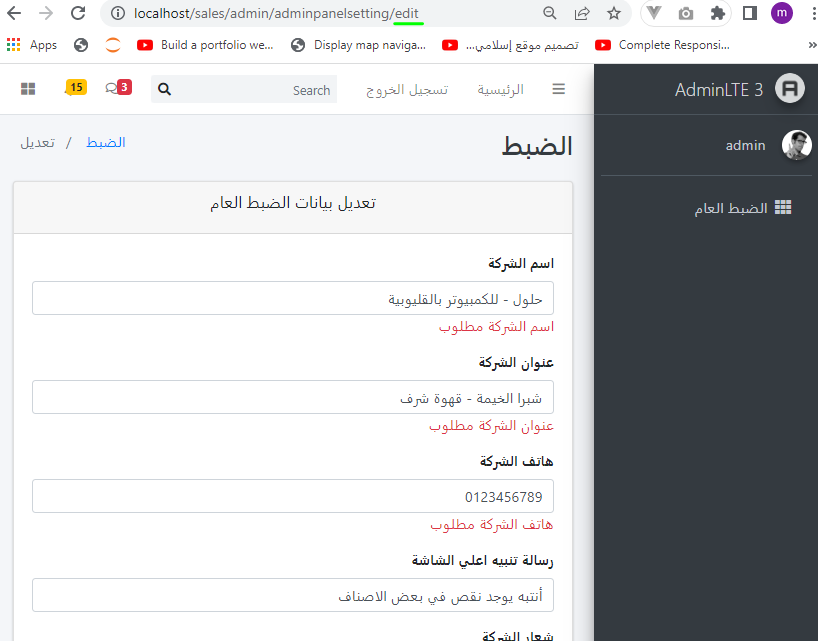 localhost/sales/admin/adminpanelsetting/edit
m
Apps
Build a portfolio we...
Display map naviga...
تصميم موقع إسلامي...
Complete Responsi...
»
AdminLTE 3
الرئيسية
تسجيل الخروج
Search
3
15
admin
الضبط العام
الضبط
الضبط / تعديل
تعديل بيانات الضبط العام
اسم الشركة
حلول - للكمبيوتر بالقليوبية
اسم الشركة مطلوب
عنوان الشركة
شبرا الخيمة - قهوة شرف
عنوان الشركة مطلوب
هاتف الشركة
0123456789
هاتف الشركة مطلوب
رسالة تنبيه اعلي الشاشة
أنتبه يوجد نقص في بعض الاصناف
شعار الشركة